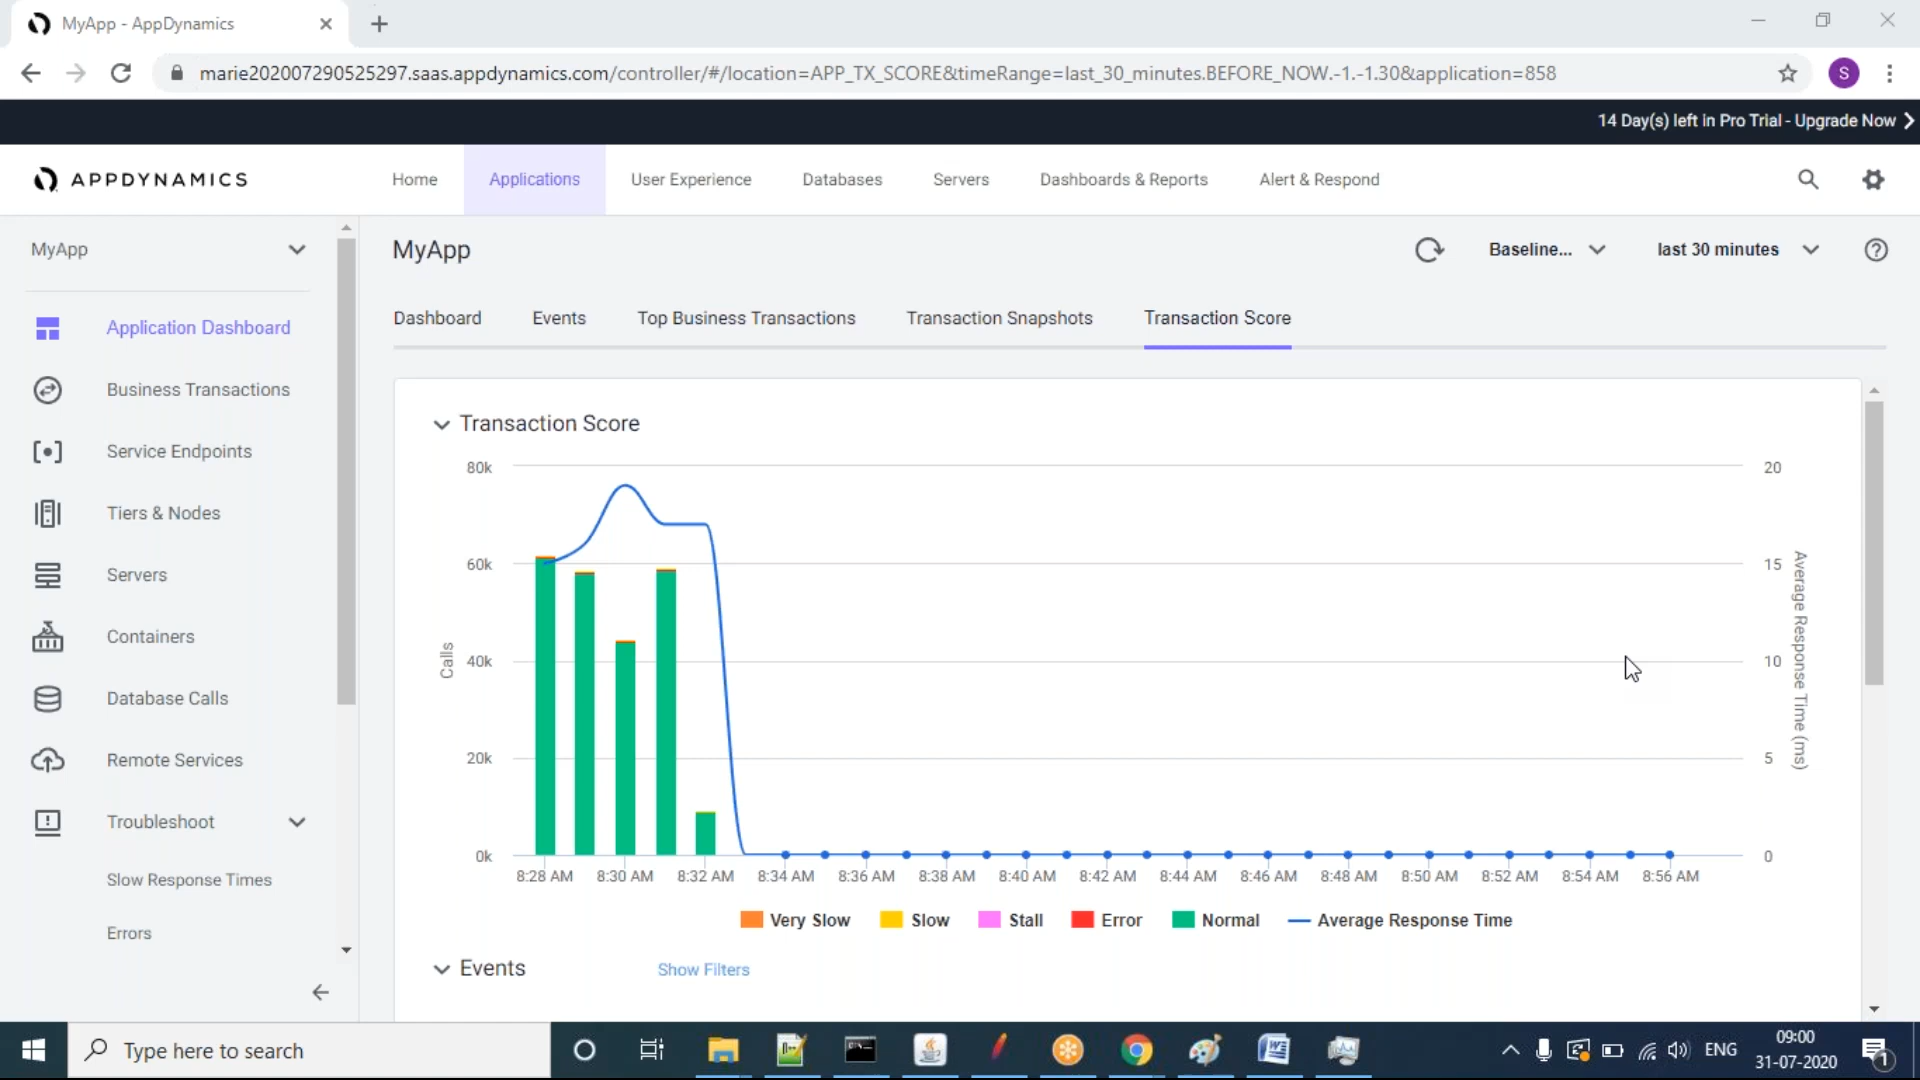 MyApp - AppDynamics
marie202007290525297.saas.appdynamics.com/controller/#/location=APP_TX_SCORE&timeRange=last_30_minutes.BEFORE_NOW.-1.-1.30&application=858
S
14 Day(s) left in Pro Trial - Upgrade Now
APPDYNAMICS
Home Applications User Experience Databases Servers Dashboards & Reports Alert & Respond
MyApp
MyApp
Baseline... last 30 minutes
Dashboard Events Top Business Transactions Transaction Snapshots Transaction Score
Application Dashboard
Business Transactions
Service Endpoints
Tiers & Nodes
Servers
Containers
Database Calls
Remote Services
Troubleshoot
Slow Response Times
Errors
Transaction Score
80k
60k
40k
20k
0k
Calls
20
15
10
5
0
Average Response Time (ms)
8:28 AM 8:30 AM 8:32 AM 8:34 AM 8:36 AM 8:38 AM 8:40 AM 8:42 AM 8:44 AM 8:46 AM 8:48 AM 8:50 AM 8:52 AM 8:54 AM 8:56 AM
Very Slow Slow Stall Error Normal Average Response Time
Events Show Filters
Type here to search
ENG
09:00
31-07-2020
1